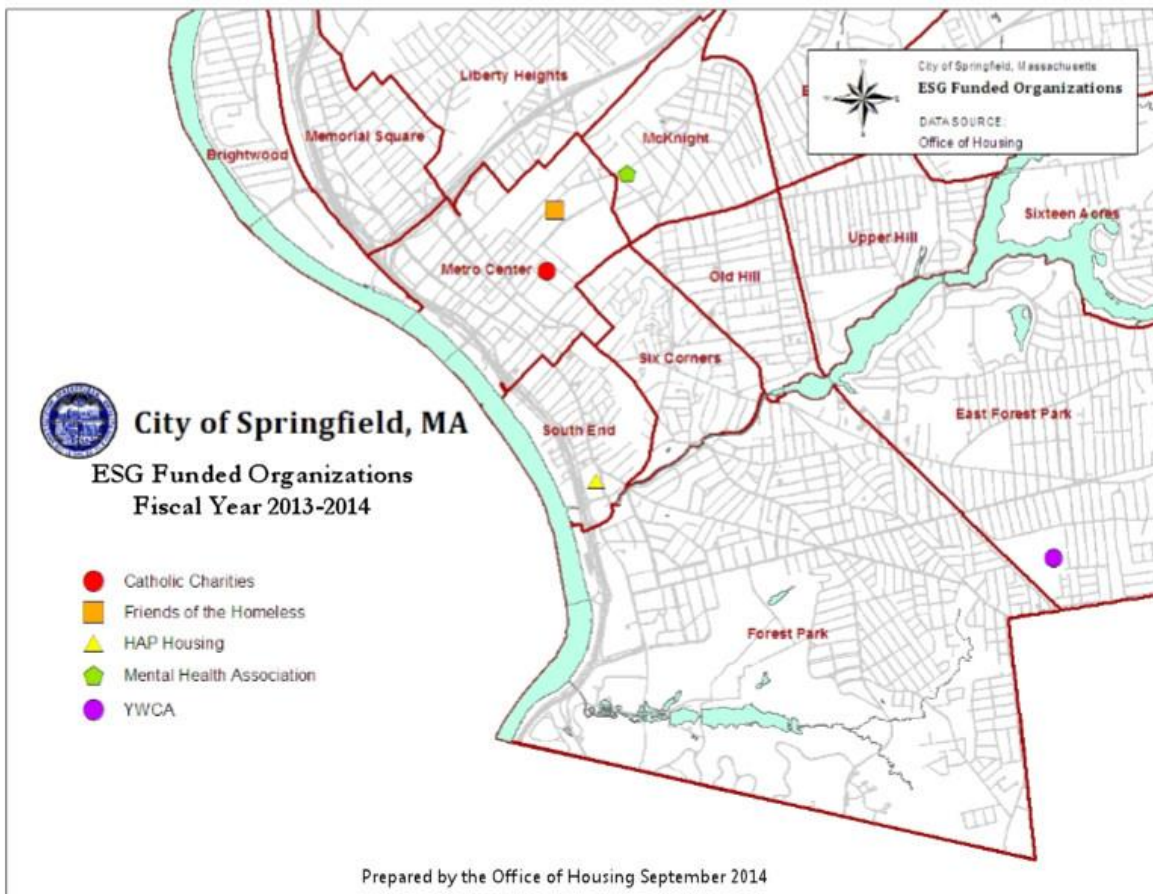 Liberty Heights
City of Springfield, Massachusetts
ESG Funded Organizations
DATA SOURCE:
Office of Housing
Memorial Square
McKnight
Brightwood
Sixteen Acres
Upper Hill
Metro Center
Old Hill
Six Corners
East Forest Park
City of Springfield, MA
South End
ESG Funded Organizations
Fiscal Year 2013-2014
Catholic Charities
Friends of the Homeless
HAP Housing
Forest Park
Mental Health Association
YWCA
Prepared by the Office of Housing September 2014